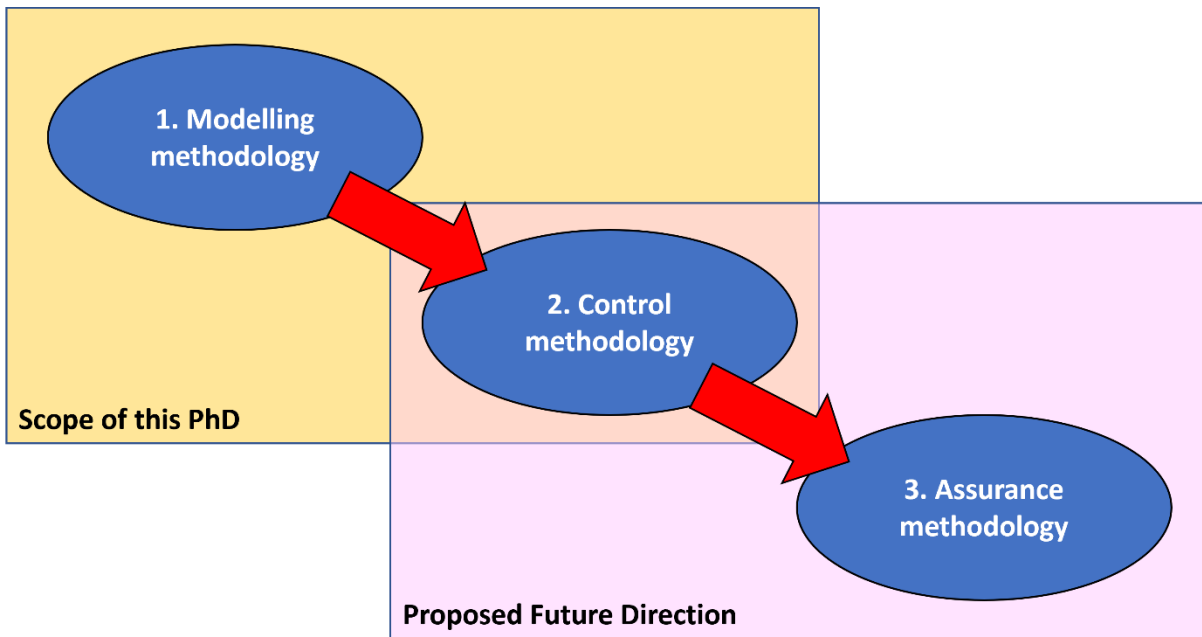 1. Modelling
methodology
2. Control
methodology
Scope of this PhD
3. Assurance
methodology
Proposed Future Direction